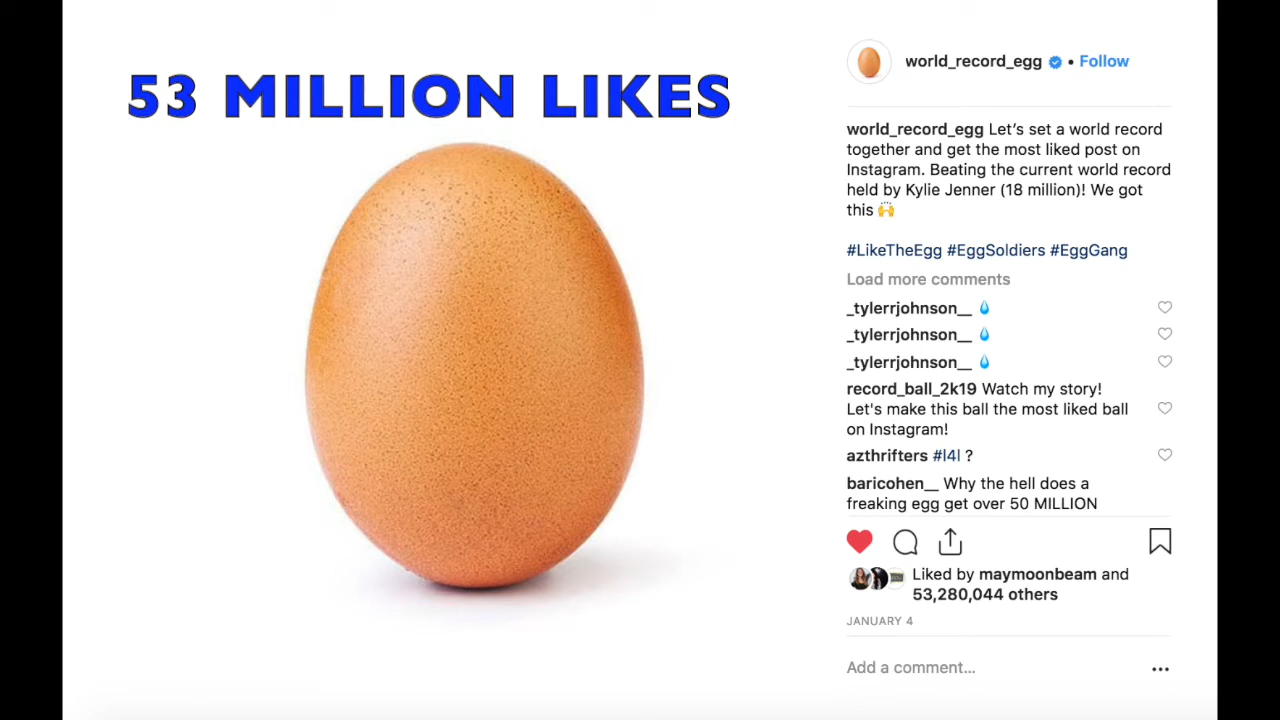 53 MILLION LIKES
world_record_egg • Follow
world_record_egg Let’s set a world record
together and get the most liked post on
Instagram. Beating the current world record
held by Kylie Jenner (18 million)! We got
this 🙌
#LikeTheEgg #EggSoldiers #EggGang
Load more comments
_tylerrjohnson__ 💧
_tylerrjohnson__ 💧
_tylerrjohnson__ 💧
record_ball_2k19 Watch my story!
Let's make this ball the most liked ball
on Instagram!
azthrifters #l4l ?
baricohen__ Why the hell does a
freaking egg get over 50 MILLION
Liked by maymoonbeam and
53,280,044 others
JANUARY 4
Add a comment...